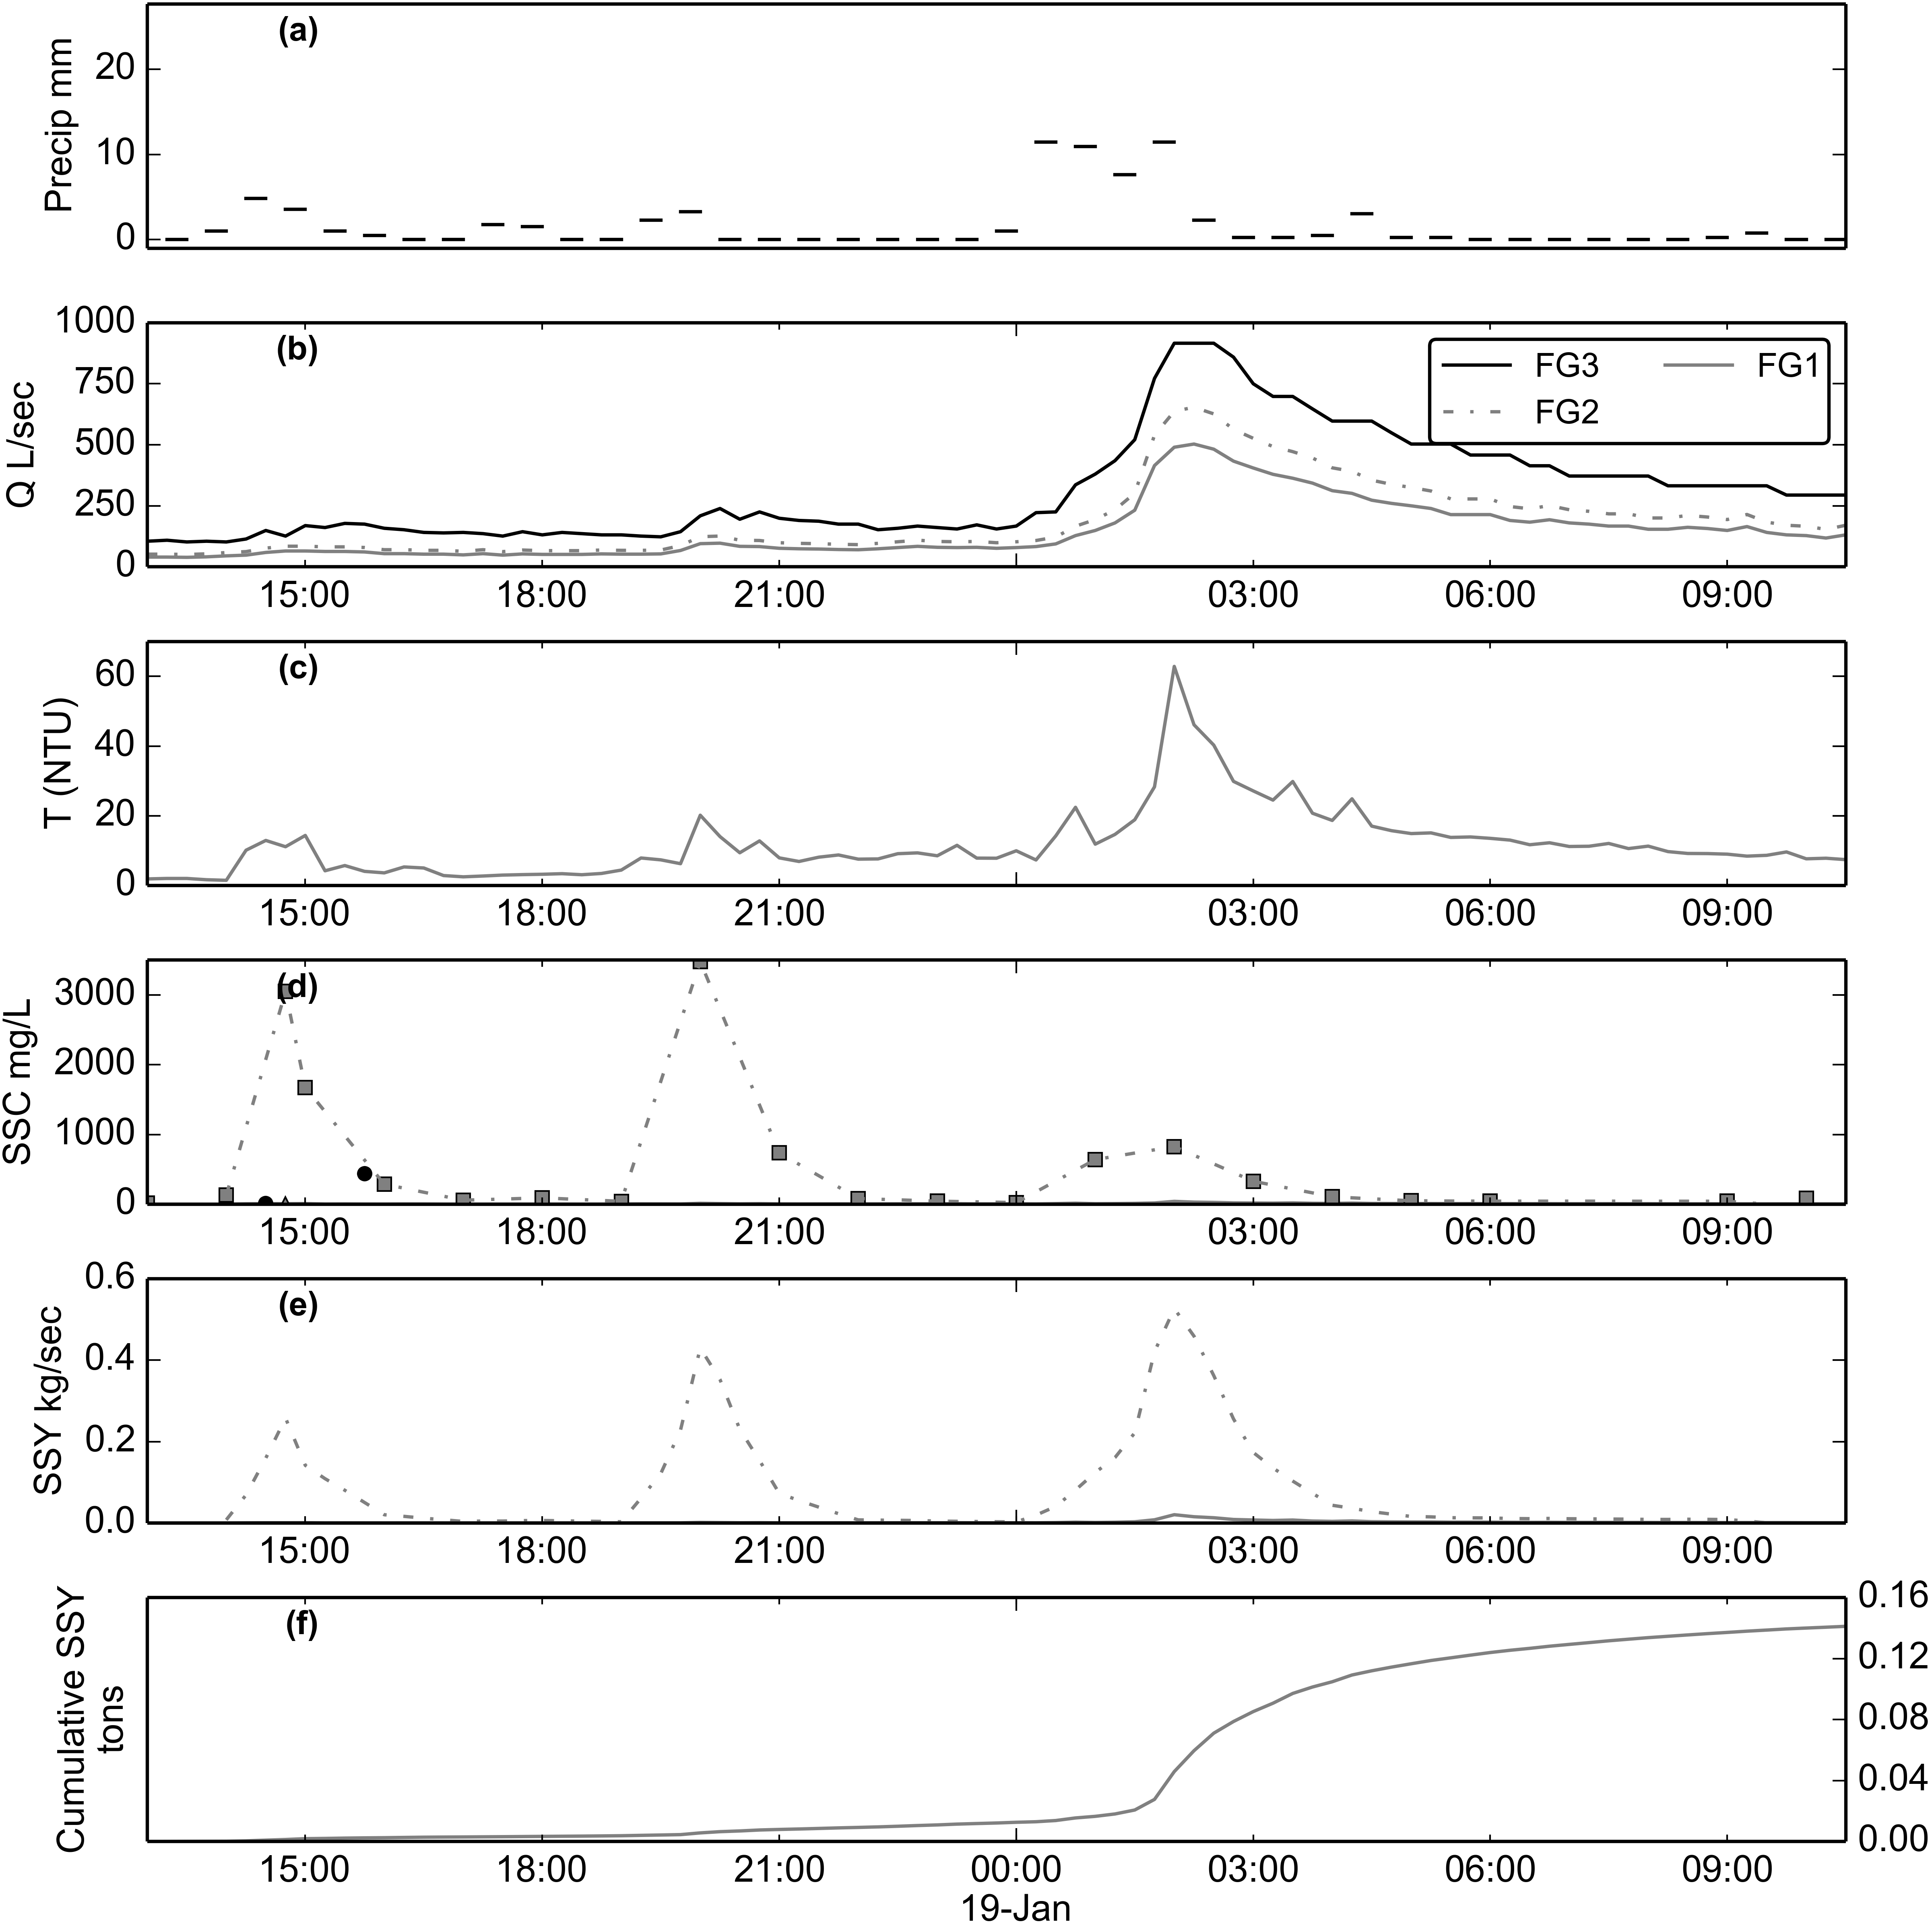 (a)
Precip mm
20
10
0
(b)
Q L/sec
1000
750
500
250
0
FG3 FG1
FG2
15:00 18:00 21:00 03:00 06:00 09:00
(c)
T (NTU)
60
40
20
0
15:00 18:00 21:00 03:00 06:00 09:00
(d)
SSC mg/L
3000
2000
1000
0
15:00 18:00 21:00 03:00 06:00 09:00
(e)
SSY kg/sec
0.6
0.4
0.2
0.0
15:00 18:00 21:00 03:00 06:00 09:00
(f)
Cumulative SSY
tons
0.16
0.12
0.08
0.04
0.00
15:00 18:00 21:00 00:00 03:00 06:00 09:00
19-Jan